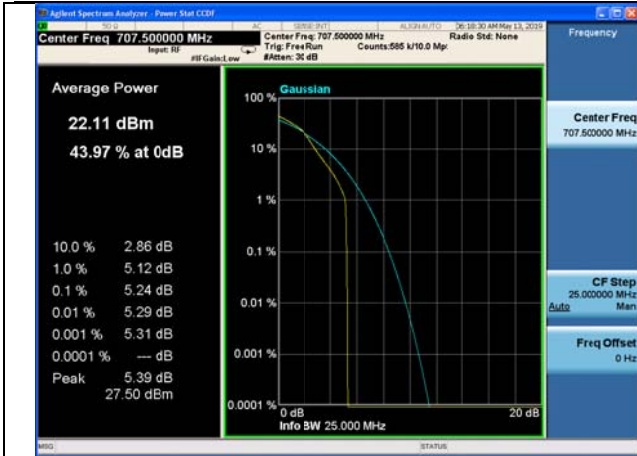 Agilent Spectrum Analyzer - Power Stat CCDF
50 Ω AC SENSE:INT ALIGN AUTO 06:18:30 AM May 13, 2019
Center Freq 707.500000 MHz
Input: RF
#IFGain:Low
Center Freq: 707.500000 MHz
Trig: Free Run Counts:585 k/10.0 Mpt
#Atten: 30 dB
Radio Std: None
Frequency
Average Power
22.11 dBm
43.97 % at 0dB
10.0 % 2.86 dB
1.0 % 5.12 dB
0.1 % 5.24 dB
0.01 % 5.29 dB
0.001 % 5.31 dB
0.0001 % --- dB
Peak 5.39 dB
27.50 dBm
Gaussian
100 %
10 %
1 %
0.1 %
0.01 %
0.001 %
0.0001 %
0 dB 20 dB
Info BW 25.000 MHz
Center Freq
707.500000 MHz
CF Step
25.000000 MHz
Auto Man
Freq Offset
0 Hz
MSG STATUS